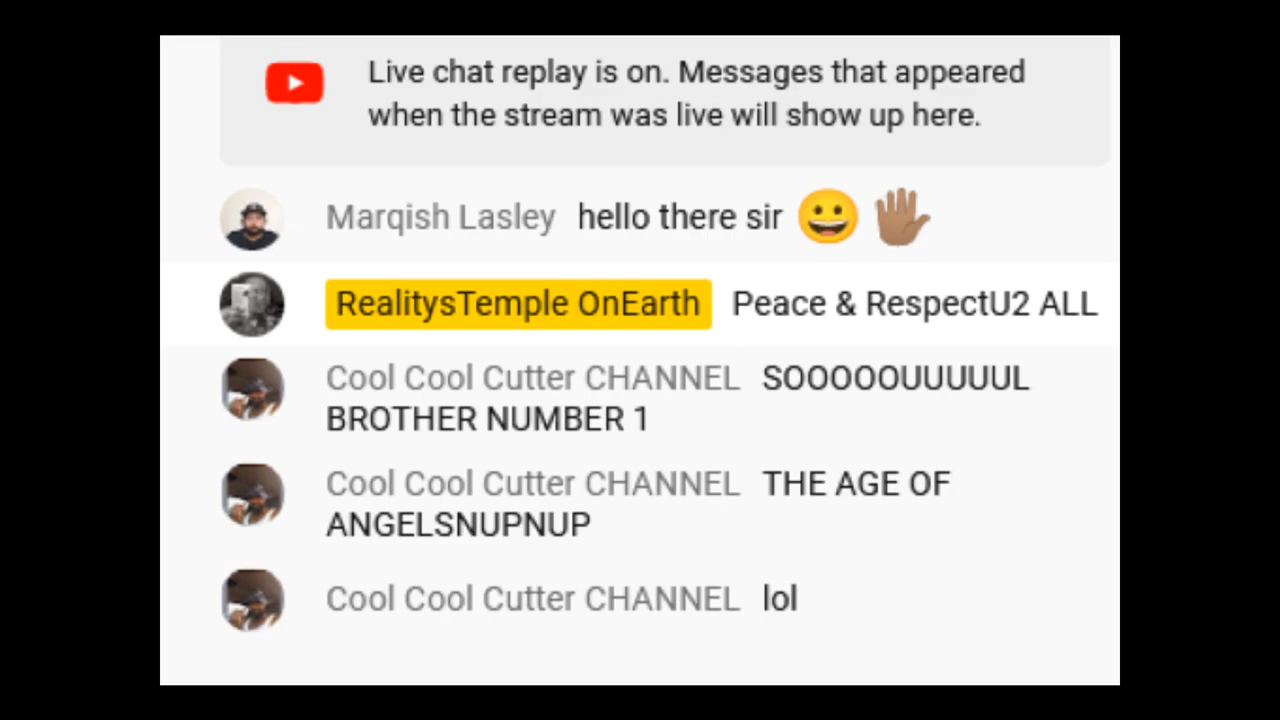 Live chat replay is on. Messages that appeared
when the stream was live will show up here.
Marqish Lasley hello there sir 😀 🖐🏽
RealitysTemple OnEarth Peace & RespectU2 ALL
Cool Cool Cutter CHANNEL SOOOOOUUUUUL
BROTHER NUMBER 1
Cool Cool Cutter CHANNEL THE AGE OF
ANGELSNUPNUP
Cool Cool Cutter CHANNEL lol